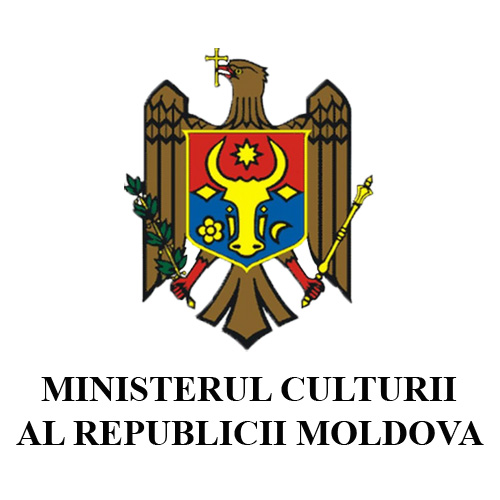 MINISTERUL CULTURII
AL REPUBLICII MOLDOVA